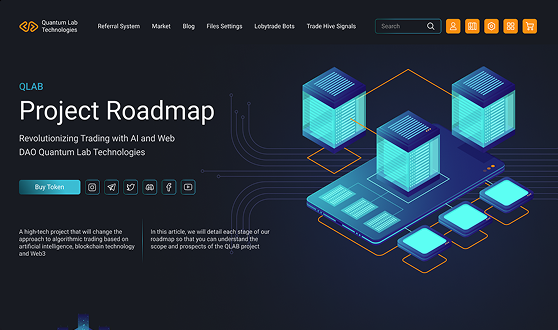 Quantum Lab
Technologies
Referral System
Market
Blog
Files Settings
Lobytrade Bots
Trade Hive Signals
Search
QLAB
Project Roadmap
Revolutionizing Trading with AI and Web
DAO Quantum Lab Technologies
Buy Token
A high-tech project that will change the
approach to algorithmic trading based on
artificial intelligence, blockchain technology
and Web3
In this article, we will detail each stage of our
roadmap so that you can understand the
scope and prospects of the QLAB project